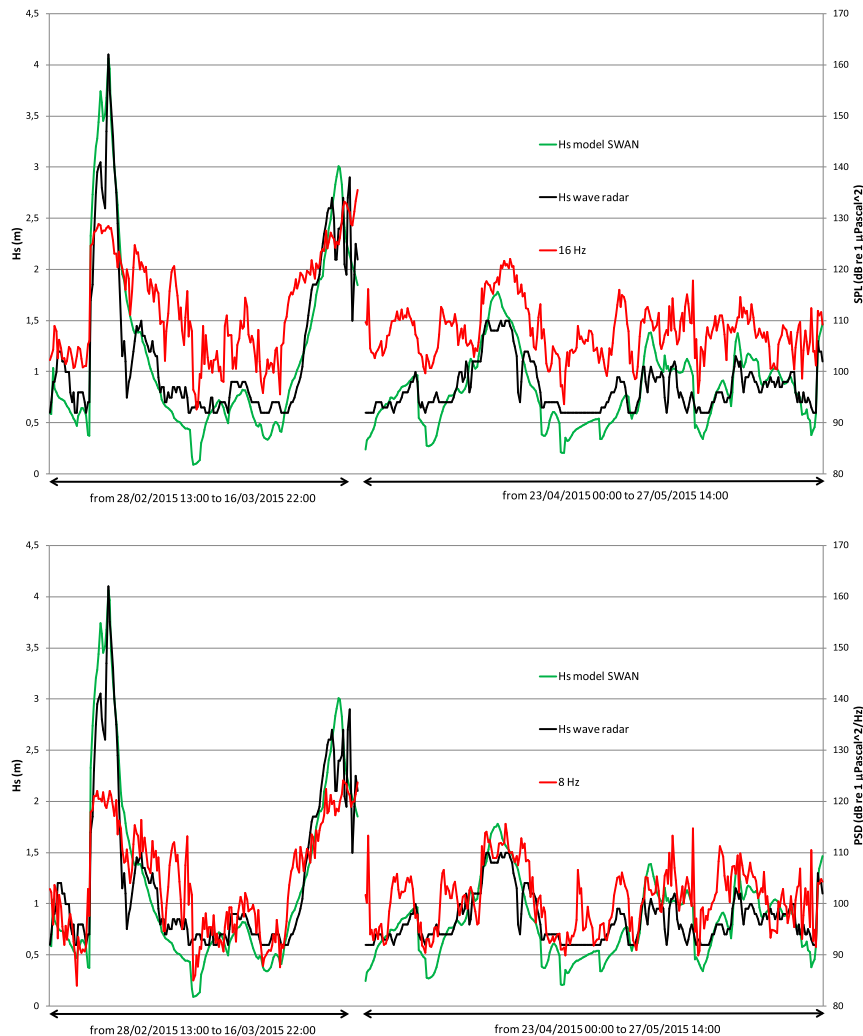 4,5
4
3,5
3
2,5
2
1,5
1
0,5
0
Hs (m)
170
160
150
140
130
120
110
100
90
80
SPL (dB re 1 µPascal^2)
Hs model SWAN
Hs wave radar
16 Hz
from 28/02/2015 13:00 to 16/03/2015 22:00
from 23/04/2015 00:00 to 27/05/2015 14:00
4,5
4
3,5
3
2,5
2
1,5
1
0,5
0
Hs (m)
170
160
150
140
130
120
110
100
90
80
PSD (dB re 1 µPascal^2/Hz)
Hs model SWAN
Hs wave radar
8 Hz
from 28/02/2015 13:00 to 16/03/2015 22:00
from 23/04/2015 00:00 to 27/05/2015 14:00